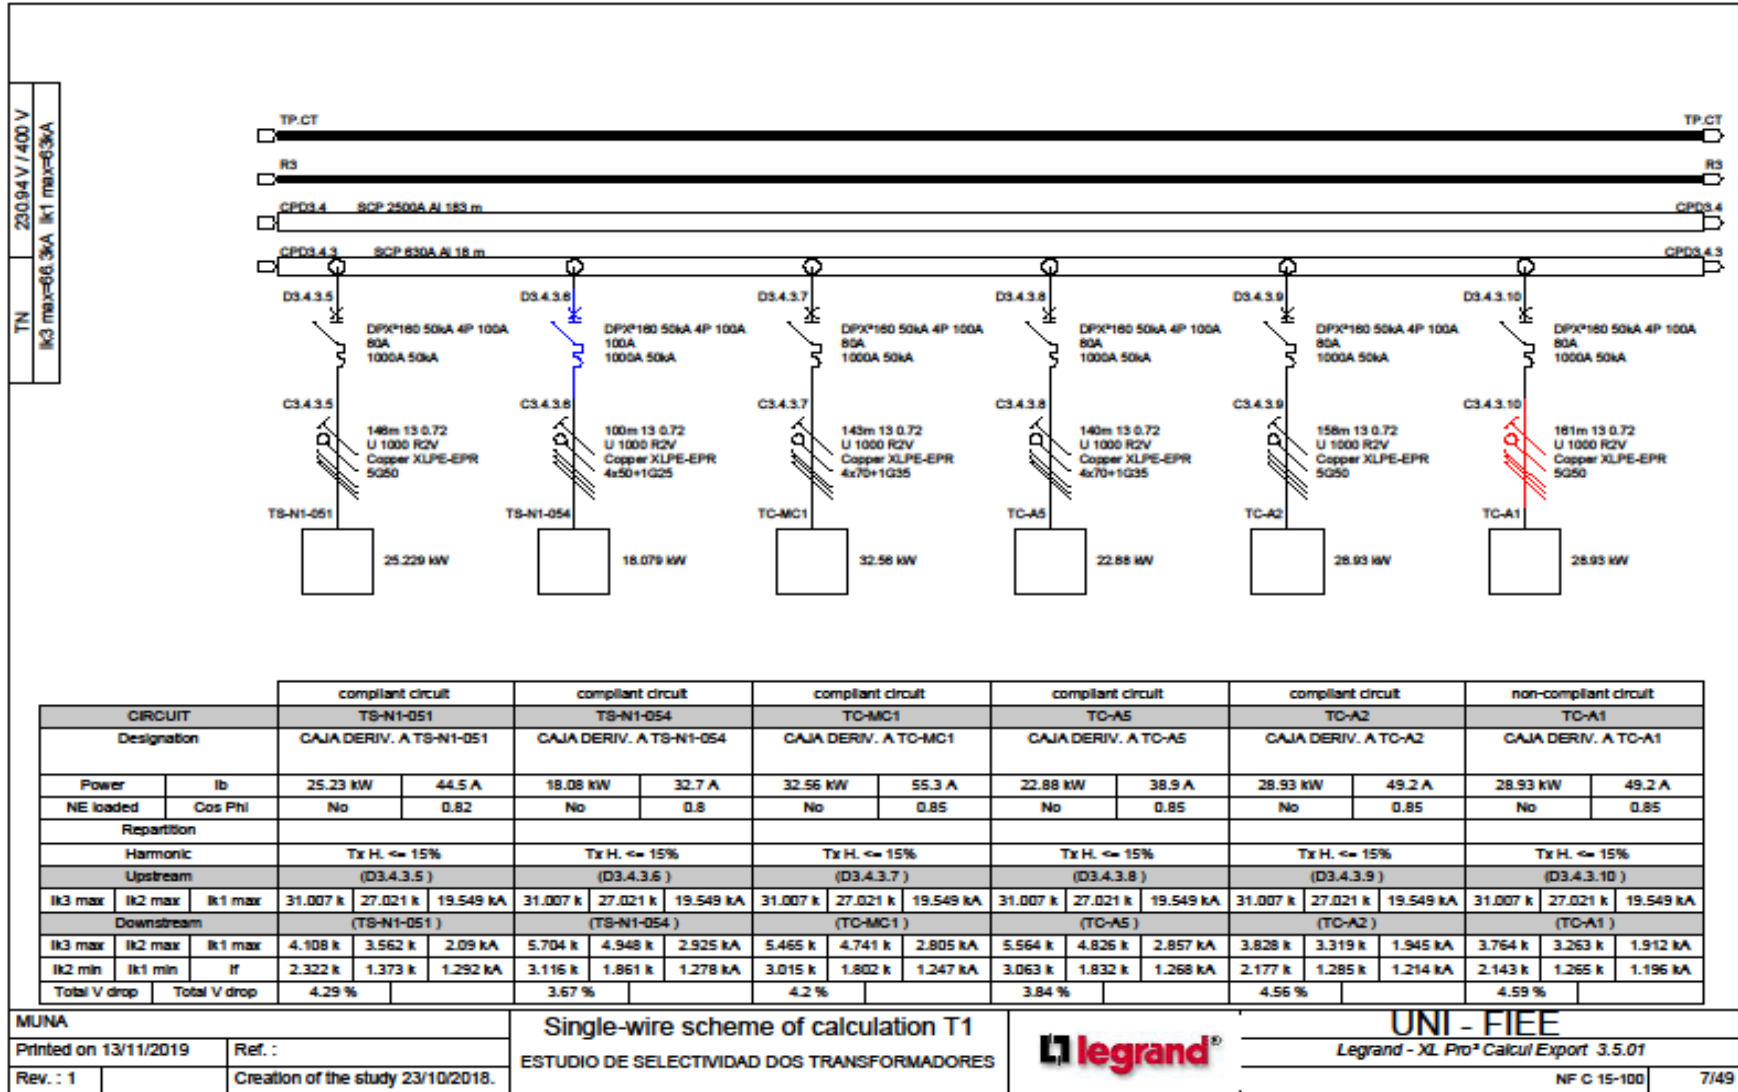 230.94 V / 400 V
TN
Ik3 max=66.3kA Ik1 max=63kA
TP.CT TP.CT
R3 R3
CPD3.4 SCP 2500A Al 183 m CPD3.4
CPD3.4.3 SCP 630A Al 18 m CPD3.4.3
D3.4.3.5 D3.4.3.6 D3.4.3.7 D3.4.3.8 D3.4.3.9 D3.4.3.10
DPX³160 50kA 4P 100A DPX³160 50kA 4P 100A DPX³160 50kA 4P 100A DPX³160 50kA 4P 100A DPX³160 50kA 4P 100A DPX³160 50kA 4P 100A
80A 100A 80A 80A 80A 80A
1000A 50kA 1000A 50kA 1000A 50kA 1000A 50kA 1000A 50kA 1000A 50kA
C3.4.3.5 C3.4.3.6 C3.4.3.7 C3.4.3.8 C3.4.3.9 C3.4.3.10
146m 13 0.72 100m 13 0.72 143m 13 0.72 140m 13 0.72 158m 13 0.72 161m 13 0.72
U 1000 R2V U 1000 R2V U 1000 R2V U 1000 R2V U 1000 R2V U 1000 R2V
Copper XLPE-EPR Copper XLPE-EPR Copper XLPE-EPR Copper XLPE-EPR Copper XLPE-EPR Copper XLPE-EPR
5G50 4x50+1G25 4x70+1G35 4x70+1G35 5G50 5G50
TS-N1-051 TS-N1-054 TC-MC1 TC-A5 TC-A2 TC-A1
25.229 kW 18.079 kW 32.56 kW 22.88 kW 28.93 kW 28.93 kW
compliant circuit compliant circuit compliant circuit compliant circuit compliant circuit non-compliant circuit
CIRCUIT TS-N1-051 TS-N1-054 TC-MC1 TC-A5 TC-A2 TC-A1
Designation CAJA DERIV. A TS-N1-051 CAJA DERIV. A TS-N1-054 CAJA DERIV. A TC-MC1 CAJA DERIV. A TC-A5 CAJA DERIV. A TC-A2 CAJA DERIV. A TC-A1
Power Ib 25.23 kW 44.5 A 18.08 kW 32.7 A 32.56 kW 55.3 A 22.88 kW 38.9 A 28.93 kW 49.2 A 28.93 kW 49.2 A
NE loaded Cos Phi No 0.82 No 0.8 No 0.85 No 0.85 No 0.85 No 0.85
Repartition
Harmonic Tx H. <= 15% Tx H. <= 15% Tx H. <= 15% Tx H. <= 15% Tx H. <= 15% Tx H. <= 15%
Upstream (D3.4.3.5 ) (D3.4.3.6 ) (D3.4.3.7 ) (D3.4.3.8 ) (D3.4.3.9 ) (D3.4.3.10 )
Ik3 max Ik2 max Ik1 max 31.007 k 27.021 k 19.549 kA 31.007 k 27.021 k 19.549 kA 31.007 k 27.021 k 19.549 kA 31.007 k 27.021 k 19.549 kA 31.007 k 27.021 k 19.549 kA 31.007 k 27.021 k 19.549 kA
Downstream (TS-N1-051 ) (TS-N1-054 ) (TC-MC1 ) (TC-A5 ) (TC-A2 ) (TC-A1 )
Ik3 max Ik2 max Ik1 max 4.108 k 3.562 k 2.09 kA 5.704 k 4.948 k 2.925 kA 5.465 k 4.741 k 2.805 kA 5.564 k 4.826 k 2.857 kA 3.828 k 3.319 k 1.945 kA 3.764 k 3.263 k 1.912 kA
Ik2 min Ik1 min If 2.322 k 1.373 k 1.292 kA 3.116 k 1.861 k 1.278 kA 3.015 k 1.802 k 1.247 kA 3.063 k 1.832 k 1.268 kA 2.177 k 1.285 k 1.214 kA 2.143 k 1.265 k 1.196 kA
Total V drop Total V drop 4.29 % 3.67 % 4.2 % 3.84 % 4.56 % 4.59 %
MUNA
Printed on 13/11/2019 Ref. :
Rev. : 1 Creation of the study 23/10/2018.
Single-wire scheme of calculation T1
ESTUDIO DE SELECTIVIDAD DOS TRANSFORMADORES
legrand®
UNI - FIEE
Legrand - XL Pro³ Calcul Export 3.5.01
NF C 15-100 7/49